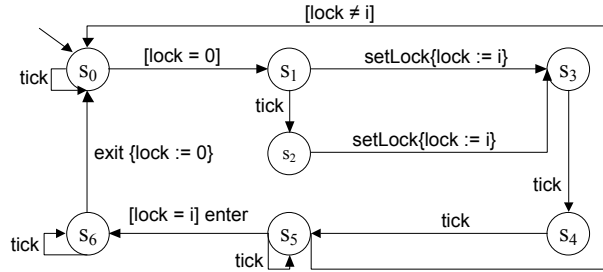 [lock ≠ i]
[lock = 0]
setLock{lock := i}
tick
s0
s1
s3
tick
s2
setLock{lock := i}
exit {lock := 0}
tick
[lock = i] enter
tick
s6
s5
s4
tick
tick